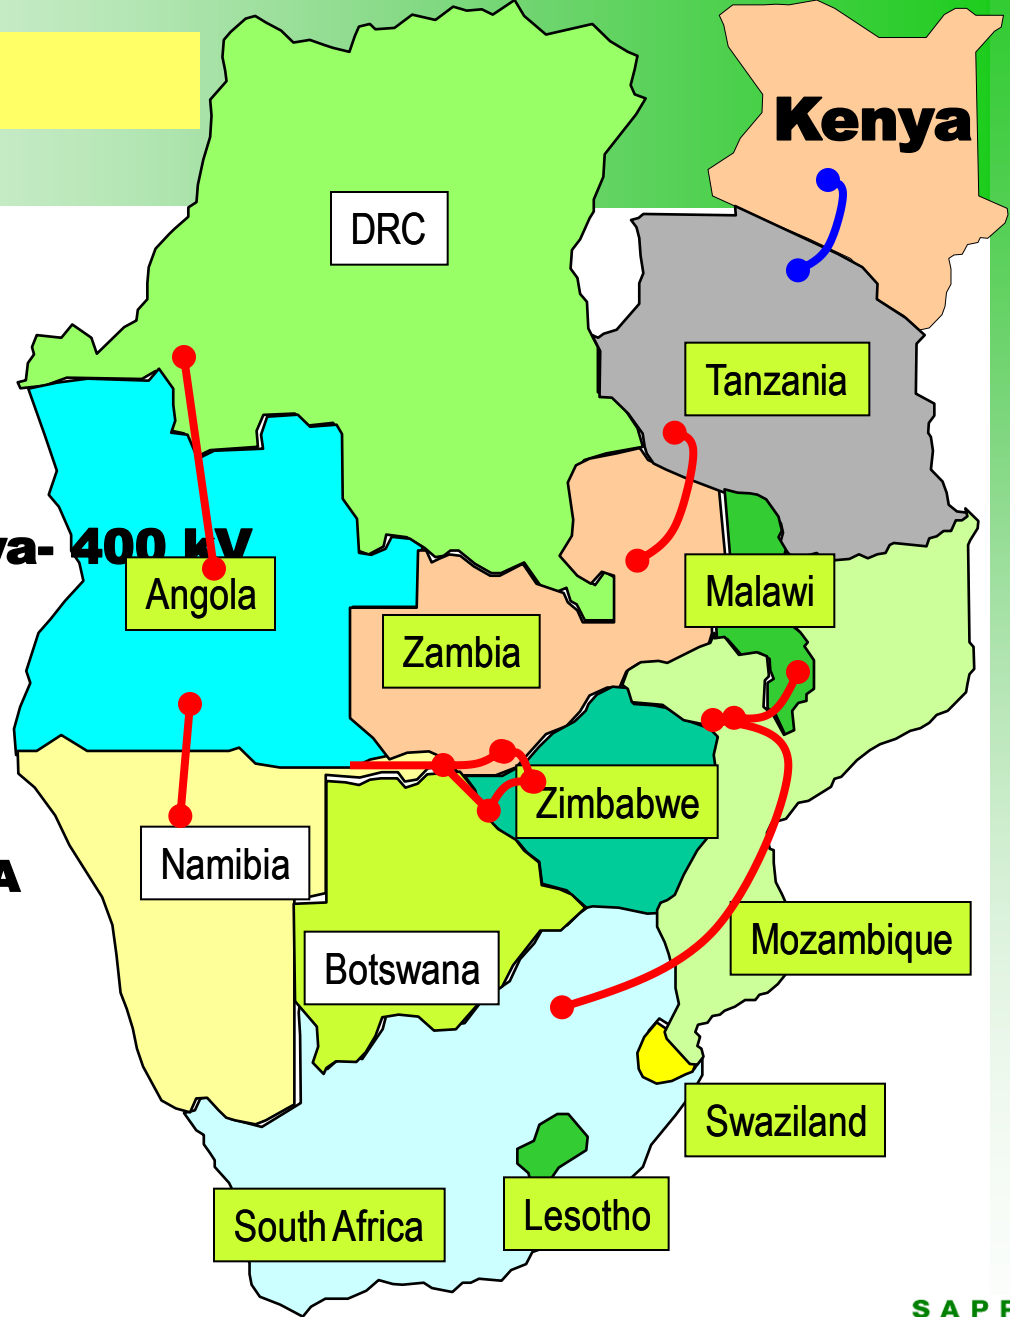 Kenya
DRC
Tanzania
400 kV
Angola
Malawi
Zambia
Zimbabwe
Namibia
A
Mozambique
Botswana
Swaziland
Lesotho
South Africa